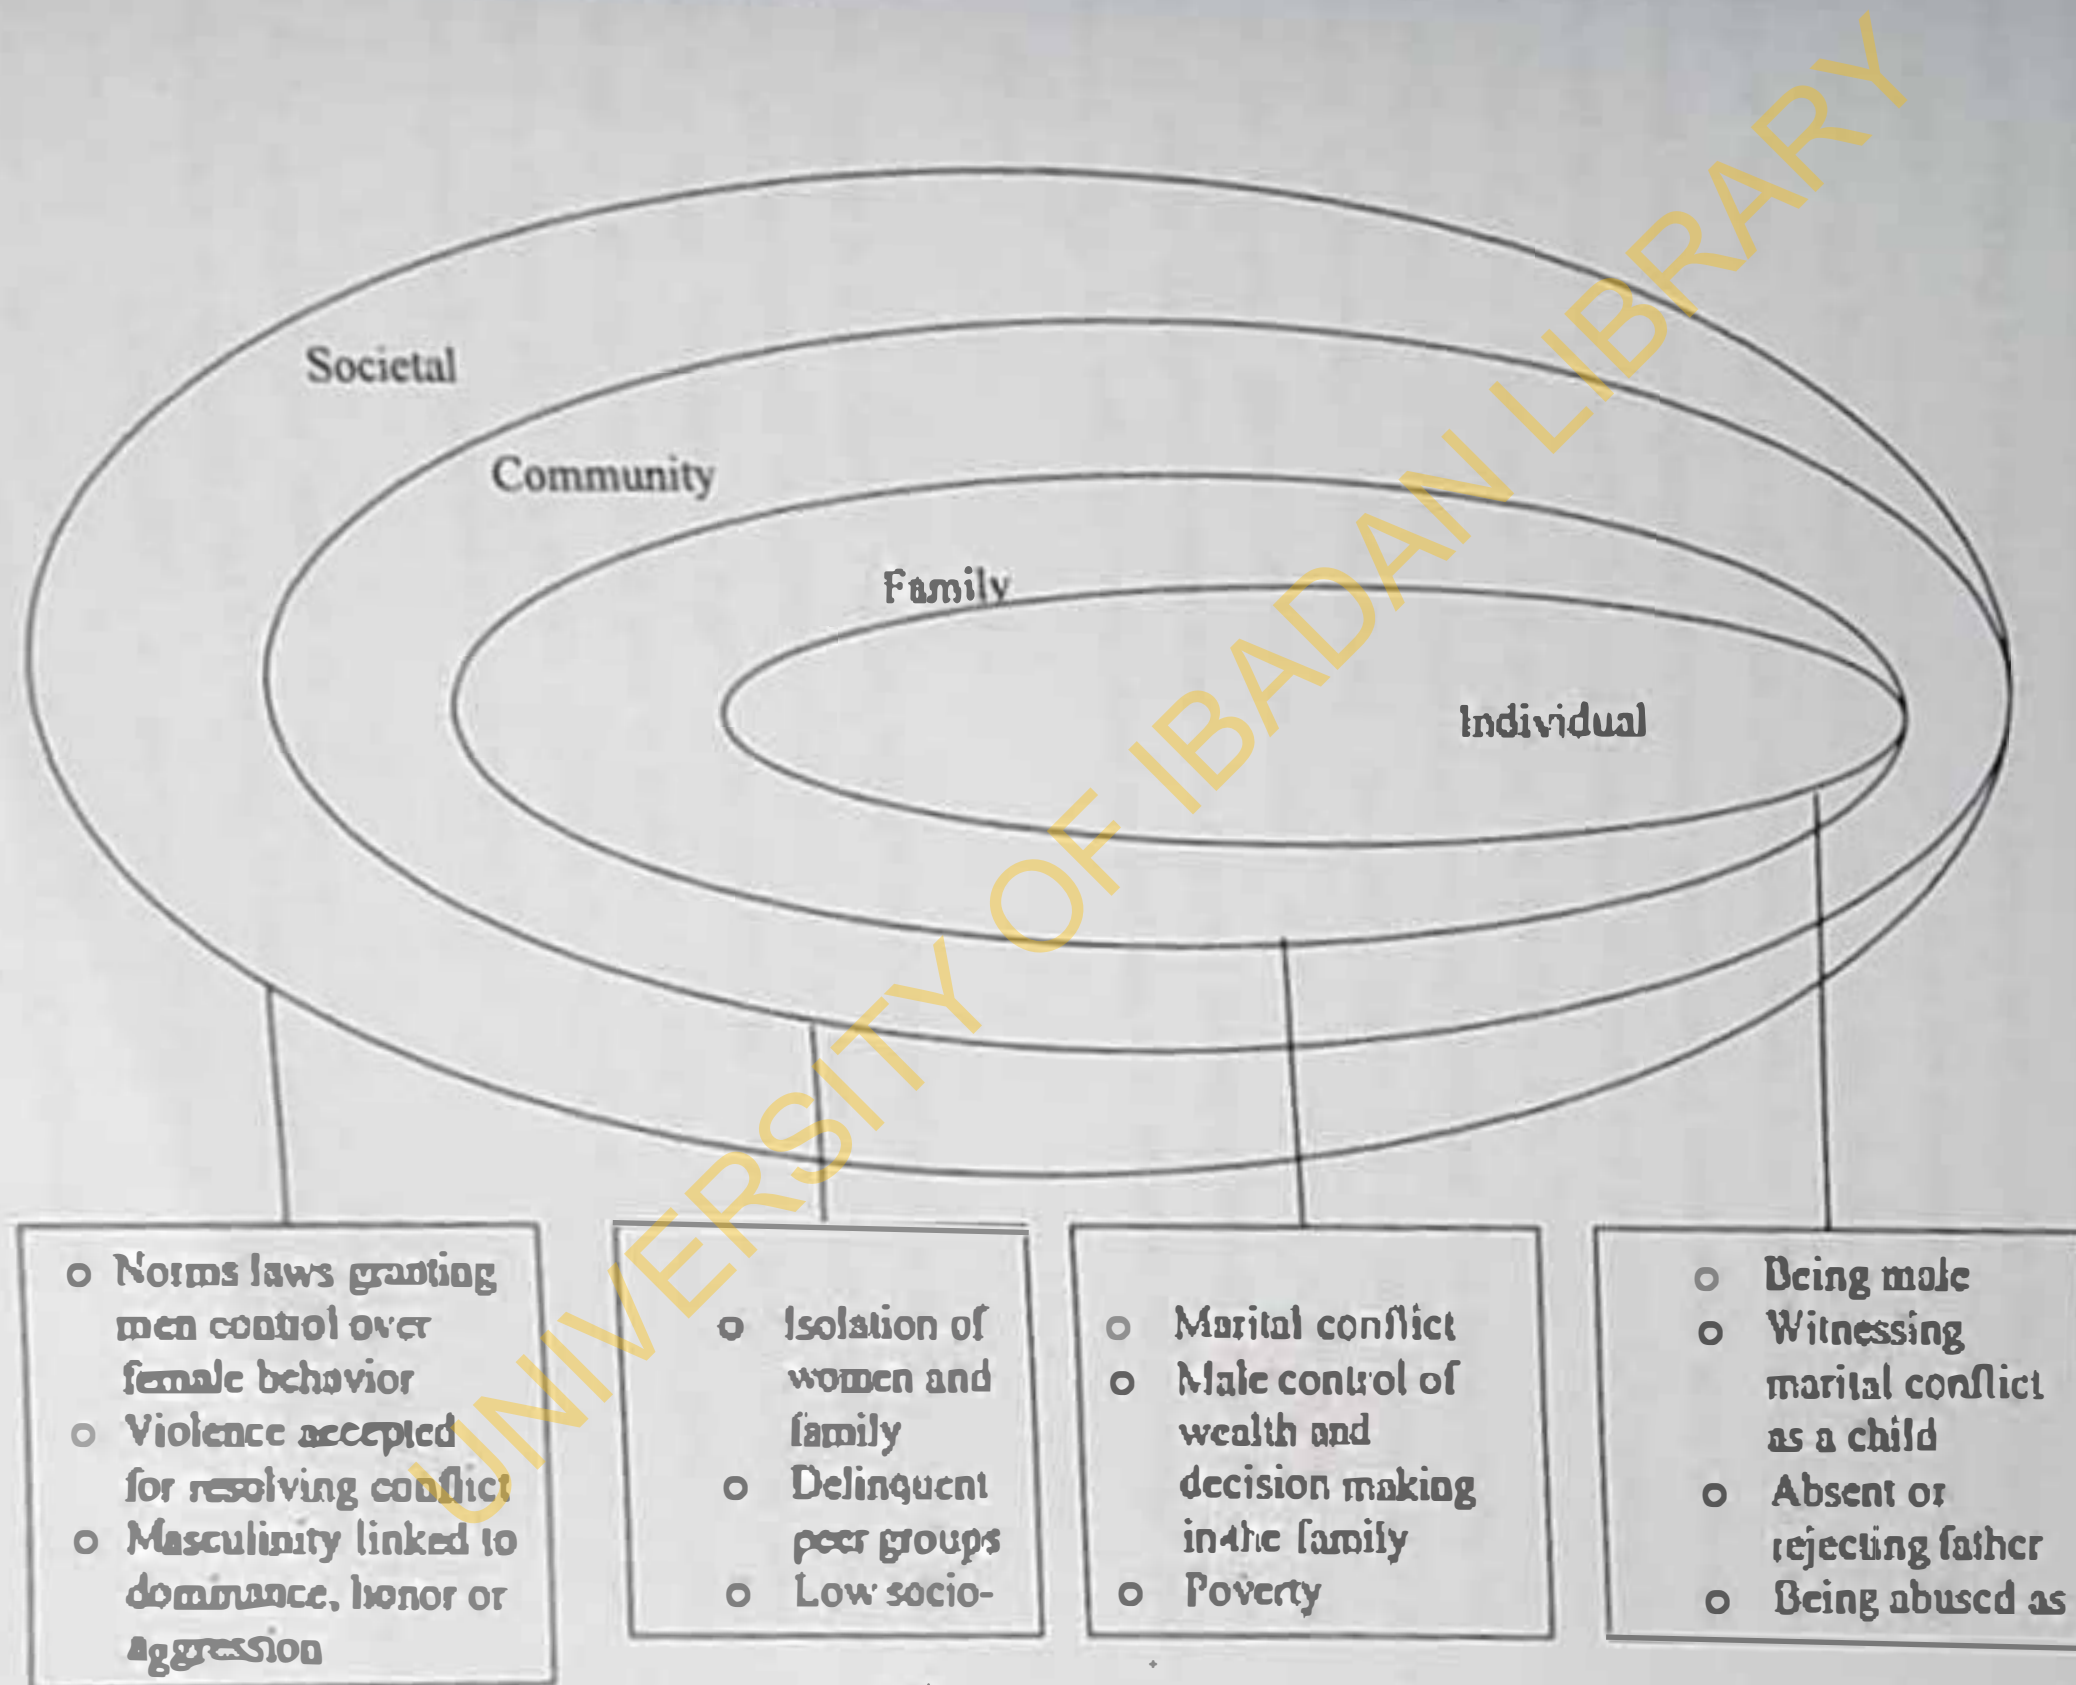 Societal
Community
Family
Individual
o Norms laws granting
men control over
female behavior
o Violence accepted
for resolving conflict
o Masculinity linked to
dominance, honor or
aggression
o Isolation of
women and
family
o Delinquent
peer groups
o Low socio-
o Marital conflict
o Male control of
wealth and
decision making
in the family
o Poverty
o Being male
o Witnessing
marital conflict
as a child
o Absent or
rejecting father
o Being abused as
UNIVERSITY OF IBADAN LIBRARY